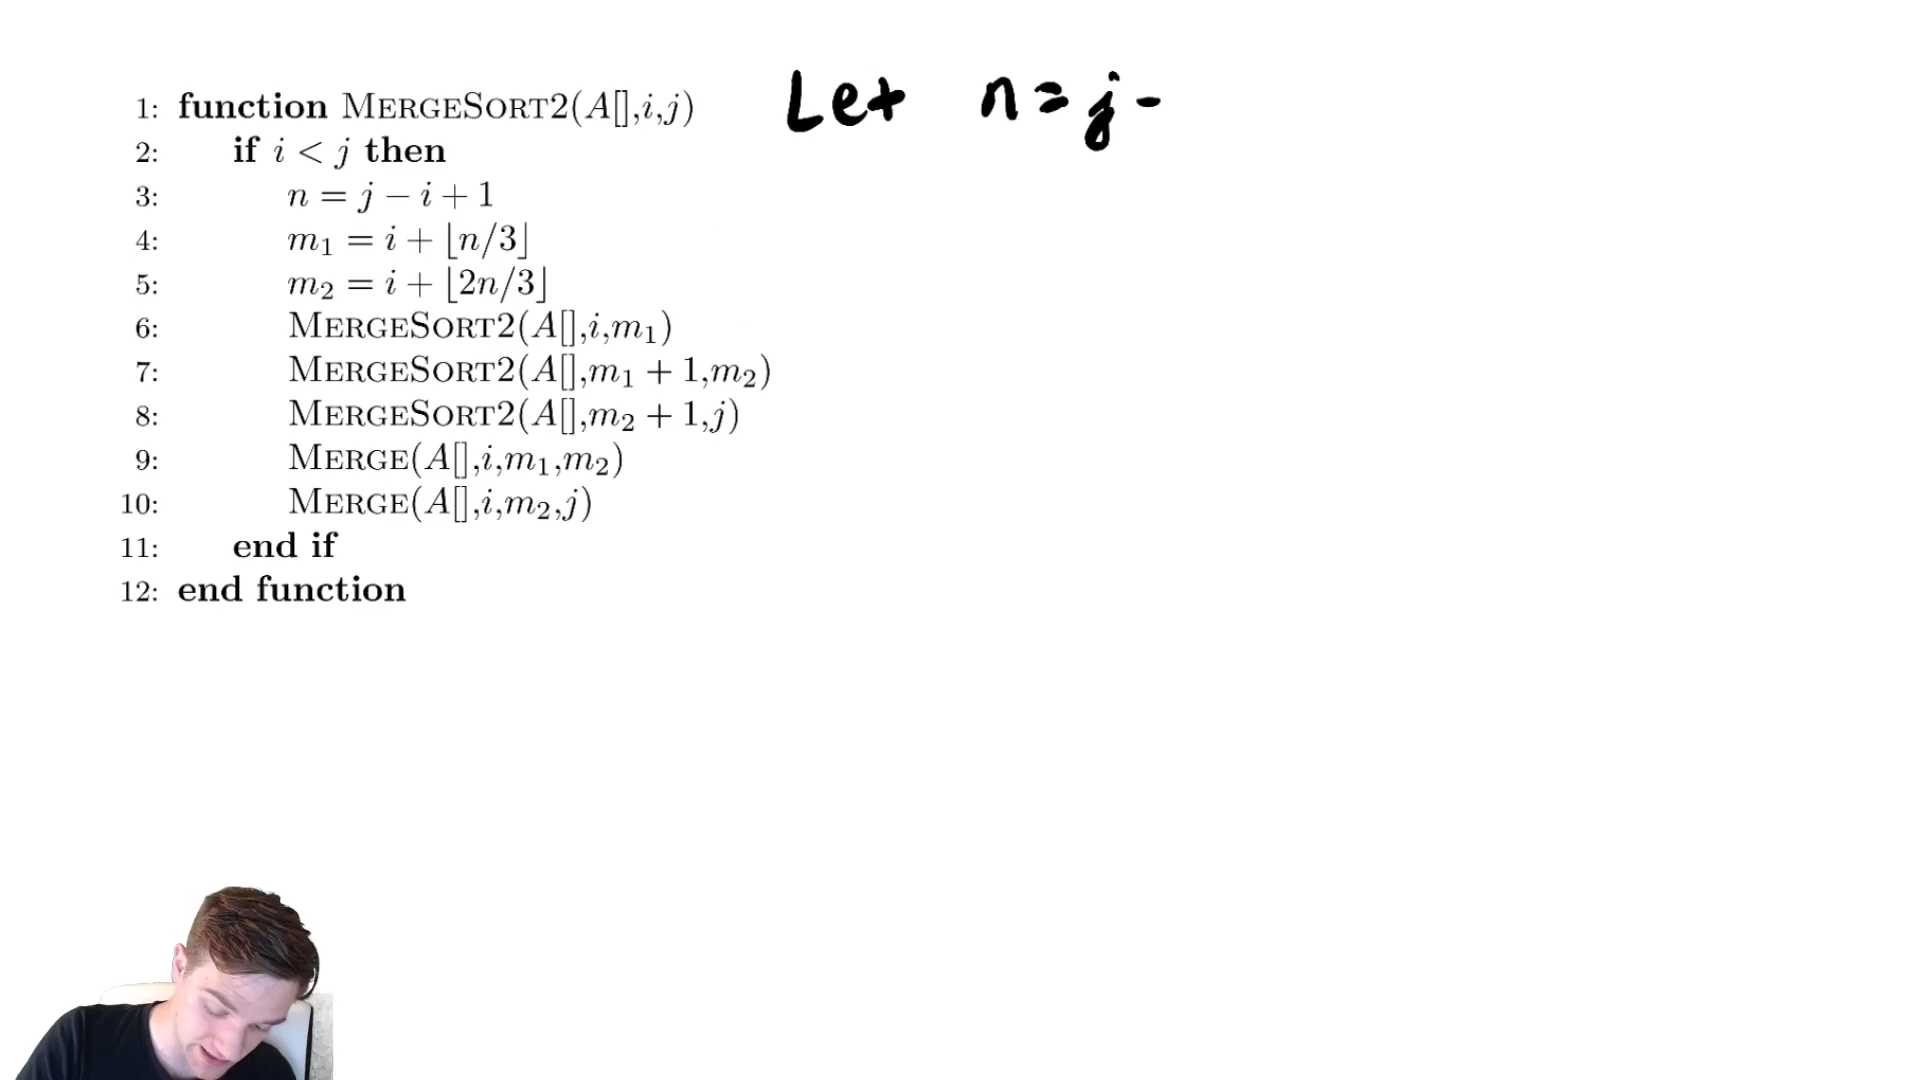 1: function MERGESORT2(A[],i,j) Let n = j -
2: if i < j then
3: n = j − i + 1
4: m₁ = i + ⌊n/3⌋
5: m₂ = i + ⌊2n/3⌋
6: MERGESORT2(A[],i,m₁)
7: MERGESORT2(A[],m₁ + 1,m₂)
8: MERGESORT2(A[],m₂ + 1,j)
9: MERGE(A[],i,m₁,m₂)
10: MERGE(A[],i,m₂,j)
11: end if
12: end function